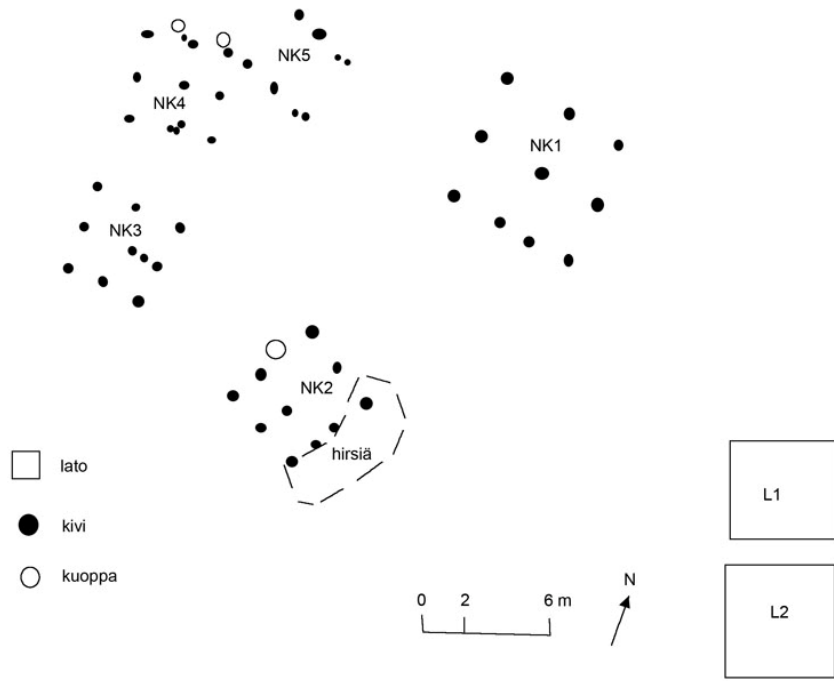 NK5
NK4
NK1
NK3
NK2
hirsiä
lato
kivi
kuoppa
L1
L2
0 2 6 m
N